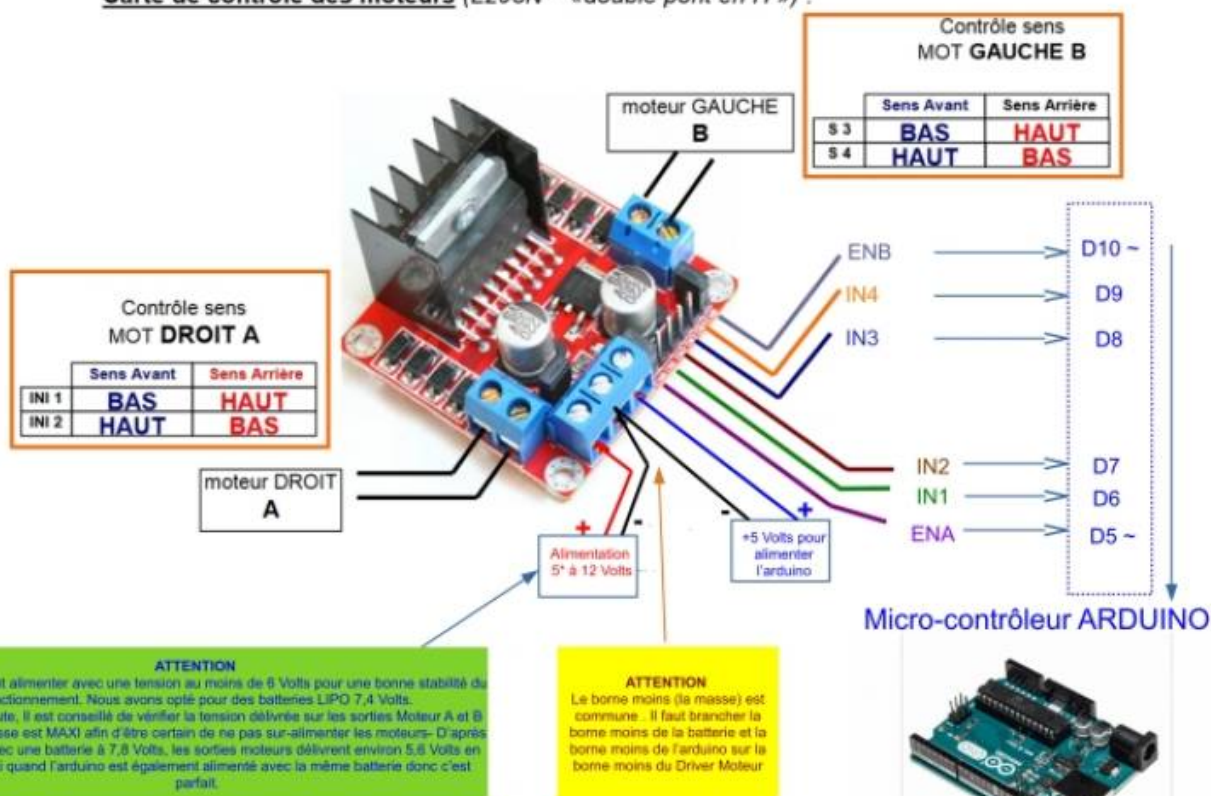 Carte de contrôle des moteurs (L298N – «double pont en H») :
Contrôle sens
MOT GAUCHE B
Sens Avant Sens Arrière
S 3 BAS HAUT
S 4 HAUT BAS
moteur GAUCHE
B
ENB D10 ~
IN4 D9
IN3 D8
Contrôle sens
MOT DROIT A
Sens Avant Sens Arrière
INI 1 BAS HAUT
INI 2 HAUT BAS
moteur DROIT
A
IN2 D7
IN1 D6
ENA D5 ~
+ -
Alimentation
5* à 12 Volts
- +
+5 Volts pour
alimenter
l'arduino
Micro-contrôleur ARDUINO
ATTENTION
alimenter avec une tension au moins de 6 Volts pour une bonne stabilité du
Nous avons opté pour des batteries LIPO 7,4 Volts.
il est conseillé de vérifier la tension délivrée sur les sorties Moteur A et B
est MAXI afin d'être certain de ne pas sur-alimenter les moteurs- D'après
une batterie à 7,8 Volts, les sorties moteurs délivrent environ 5,6 Volts en
quand l'arduino est également alimenté avec la même batterie donc c'est
parfait.
ATTENTION
Le borne moins (la masse) est
commune . Il faut brancher la
borne moins de la batterie et la
borne moins de l'arduino sur la
borne moins du Driver Moteur